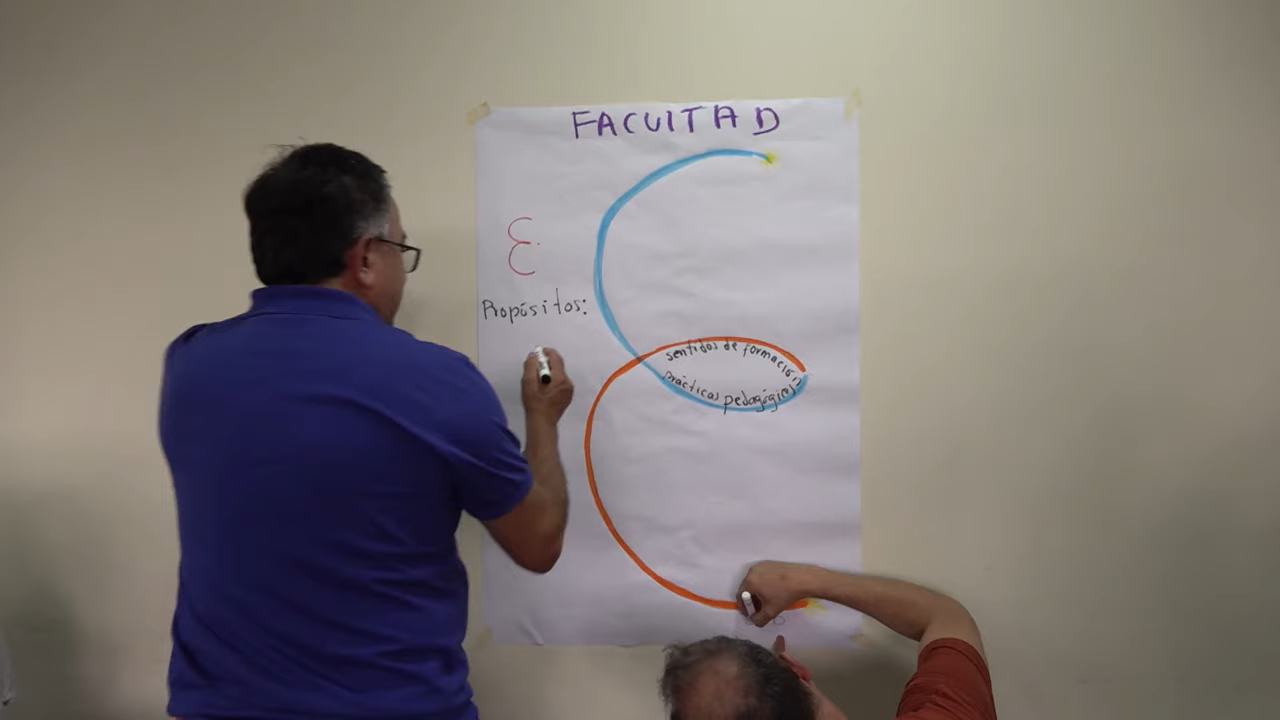 FACULTAD
Propósitos:
sentidos de formación
prácticas pedagógicas